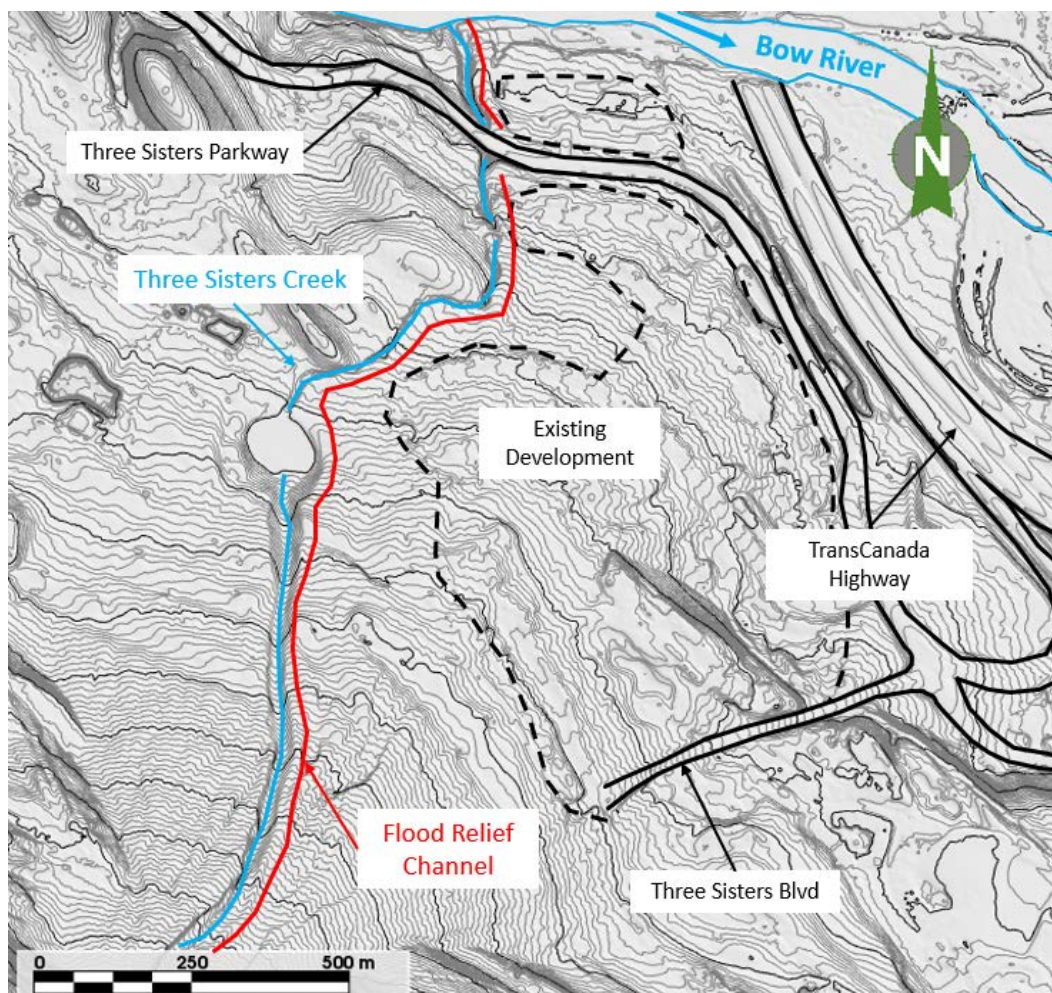 Bow River
N
Three Sisters Parkway
Three Sisters Creek
Existing
Development
TransCanada
Highway
Flood Relief
Channel
Three Sisters Blvd
0 250 500 m